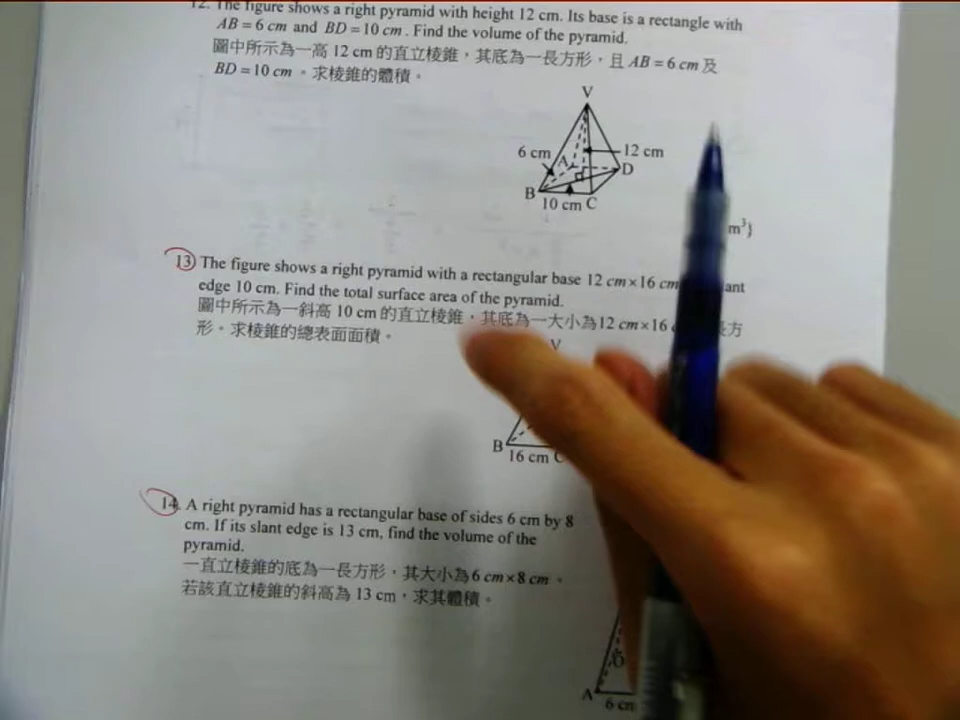 12. The figure shows a right pyramid with height 12 cm. Its base is a rectangle with
AB = 6 cm and BD = 10 cm. Find the volume of the pyramid.
圖中所示為一高 12 cm 的直立棱錐，其底為一長方形，且 AB = 6 cm 及
BD = 10 cm。求棱錐的體積。
V
6 cm
A
12 cm
D
B
10 cm C
m³}
13 The figure shows a right pyramid with a rectangular base 12 cm×16 cm ant
edge 10 cm. Find the total surface area of the pyramid.
圖中所示為一斜高 10 cm 的直立棱錐，其底為一大小為12 cm×16 長方
形。求棱錐的總表面面積。
V
B
16 cm C
14. A right pyramid has a rectangular base of sides 6 cm by 8
cm. If its slant edge is 13 cm, find the volume of the
pyramid.
一直立棱錐的底為一長方形，其大小為6 cm×8 cm。
若該直立棱錐的斜高為 13 cm，求其體積。
A
6 cm